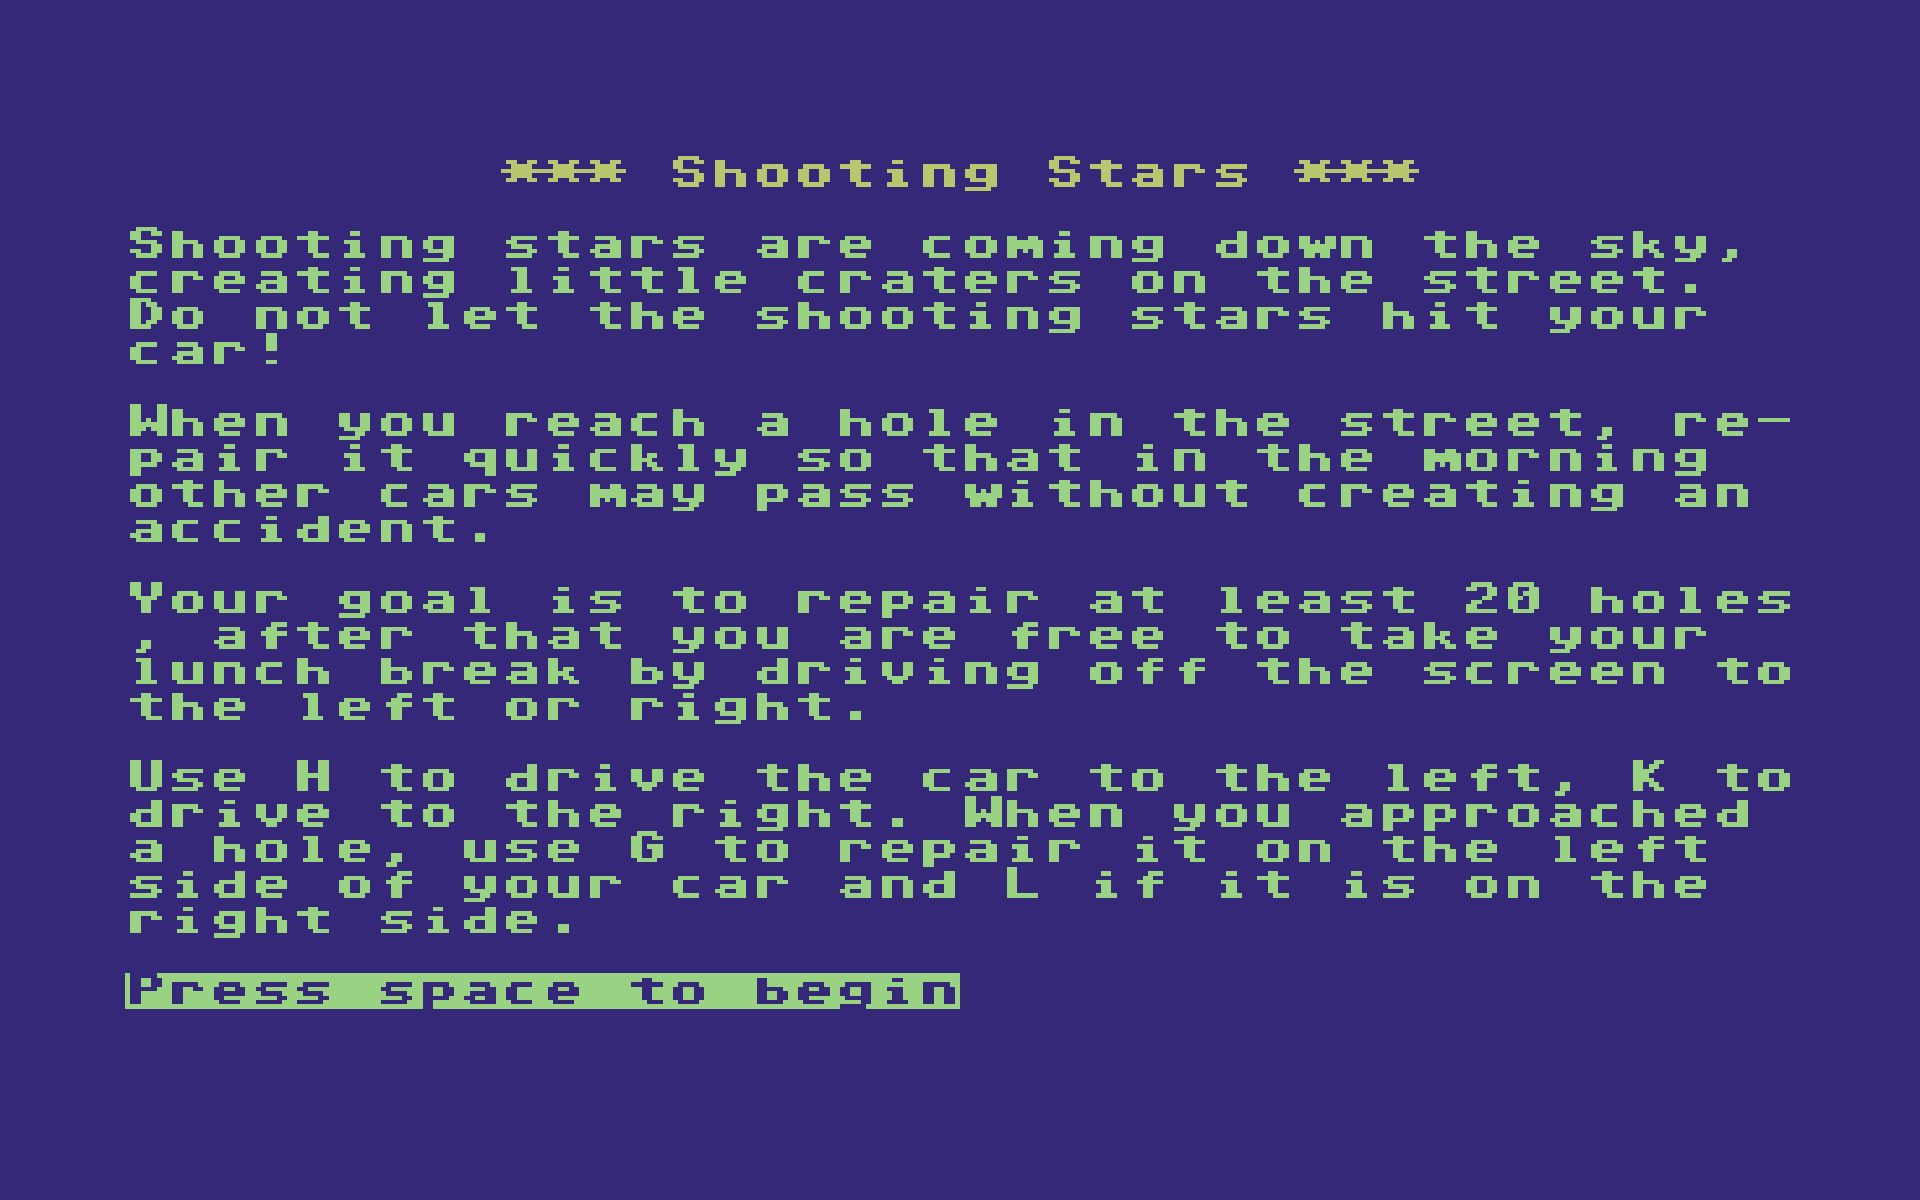 *** Shooting Stars ***
Shooting stars are coming down the sky,
creating little craters on the street.
Do not let the shooting stars hit your
car!
When you reach a hole in the street, re-
pair it quickly so that in the morning
other cars may pass without creating an
accident.
Your goal is to repair at least 20 holes
, after that you are free to take your
lunch break by driving off the screen to
the left or right.
Use H to drive the car to the left, K to
drive to the right. When you approached
a hole, use G to repair it on the left
side of your car and L if it is on the
right side.
Press space to begin